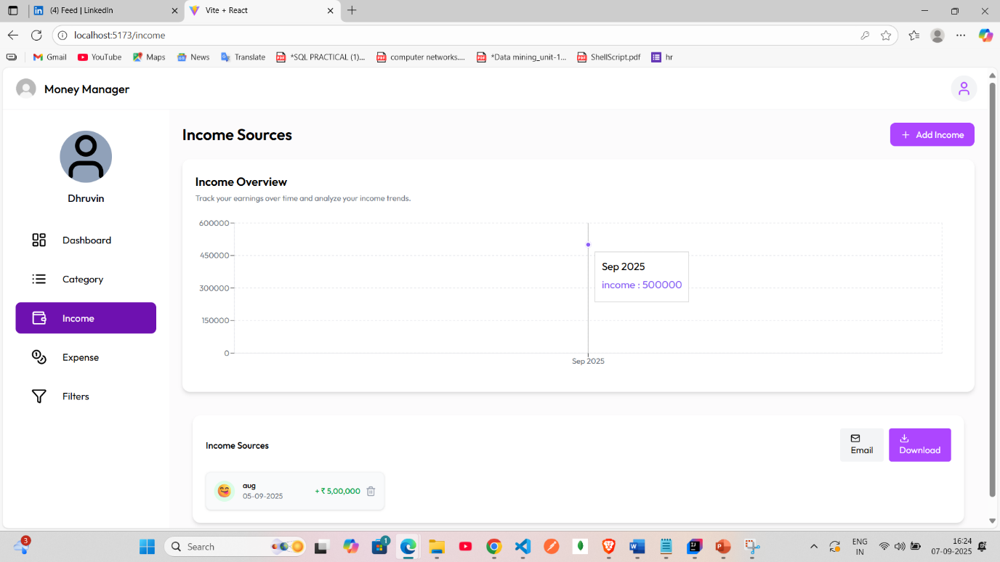 (4) Feed | LinkedIn
Vite + React
localhost:5173/income
Gmail
YouTube
Maps
News
Translate
*SQL PRACTICAL (1)...
computer networks....
*Data mining_unit-1...
ShellScript.pdf
hr
Money Manager
Dhruvin
Dashboard
Category
Income
Expense
Filters
Income Sources
+ Add Income
Income Overview
Track your earnings over time and analyze your income trends.
600000
450000
300000
150000
0
Sep 2025
income : 500000
Sep 2025
Income Sources
Email
Download
aug
05-09-2025
+ ₹ 5,00,000
3
Search
1
ENG
IN
16:24
07-09-2025